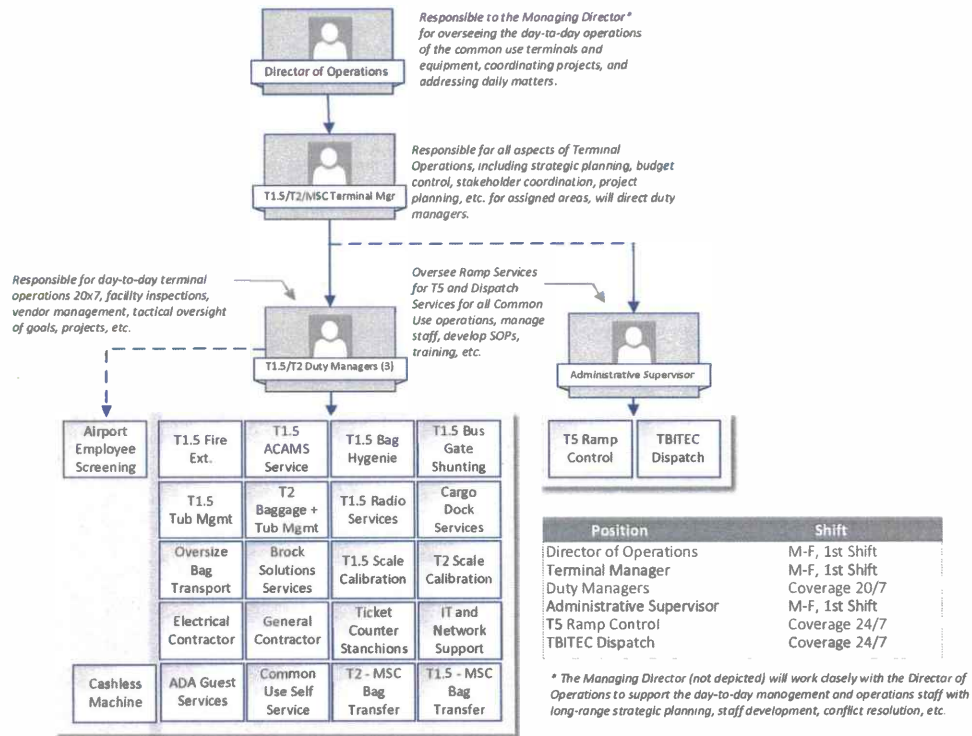 Responsible to the Monaging Director*
for overseeing the day-to-day operations
of the common use terminals and
equipment, coordinating projects, and
addressing daily matters.
Director of Operations
Responsible for all aspects of Terminal
Operations, including strategic planning, budget
control, stakeholder coordination, project
planning, etc. for assigned areas, will direct duty
managers.
T1.5/T2/MSC Terminal Mgr
Responsible for day-to-day terminal
operations 20x7, facility inspections,
vendor management, tactical oversight
of goals, projects, etc.
Oversee Ramp Services
for T5 and Dispatch
Services for all Common
Use operations, manage
staff, develop SOPs,
training, etc.
T1.5/T2 Duty Managers (3)
Administrative Supervisor
Airport
Employee
Screening
T1.5 Fire
Ext.
T1.5
ACAMS
Service
T1.5 Bag
Hygenie
T1.5 Bus
Gate
Shunting
T5 Ramp
Control
TBITEC
Dispatch
T1.5
Tub Mgmt
T2
Baggage +
Tub Mgmt
T1.5 Radio
Services
Cargo
Dock
Services
Oversize
Bag
Transport
Brock
Solutions
Services
T1.5 Scale
Calibration
T2 Scale
Calibration
Electrical
Contractor
General
Contractor
Ticket
Counter
Stanchions
IT and
Network
Support
Cashless
Machine
ADA Guest
Services
Common
Use Self
Service
T2 - MSC
Bag
Transfer
T1.5 - MSC
Bag
Transfer
Position Shift
Director of Operations M-F, 1st Shift
Terminal Manager M-F, 1st Shift
Duty Managers Coverage 20/7
Administrative Supervisor M-F, 1st Shift
T5 Ramp Control Coverage 24/7
TBITEC Dispatch Coverage 24/7
* The Managing Director (not depicted) will work closely with the Director of
Operations to support the day-to-day management and operations staff with
long-range strategic planning, staff development, conflict resolution, etc.